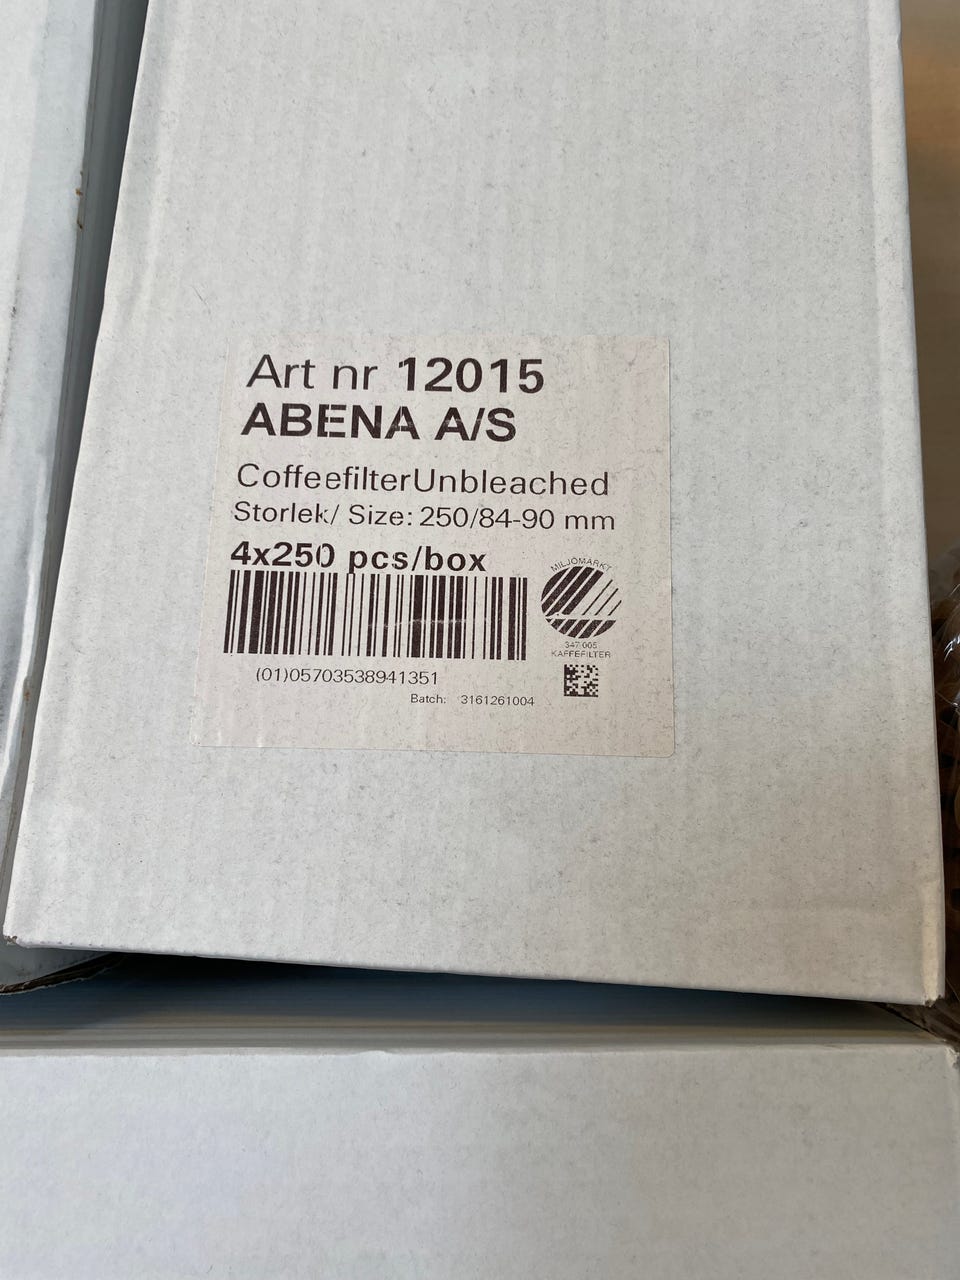 Art nr 12015
ABENA A/S
CoffeefilterUnbleached
Storlek/ Size: 250/84-90 mm
4x250 pcs/box
MILJÖMÄRKT
347 005
KAFFEFILTER
(01)05703538941351
Batch: 3161261004